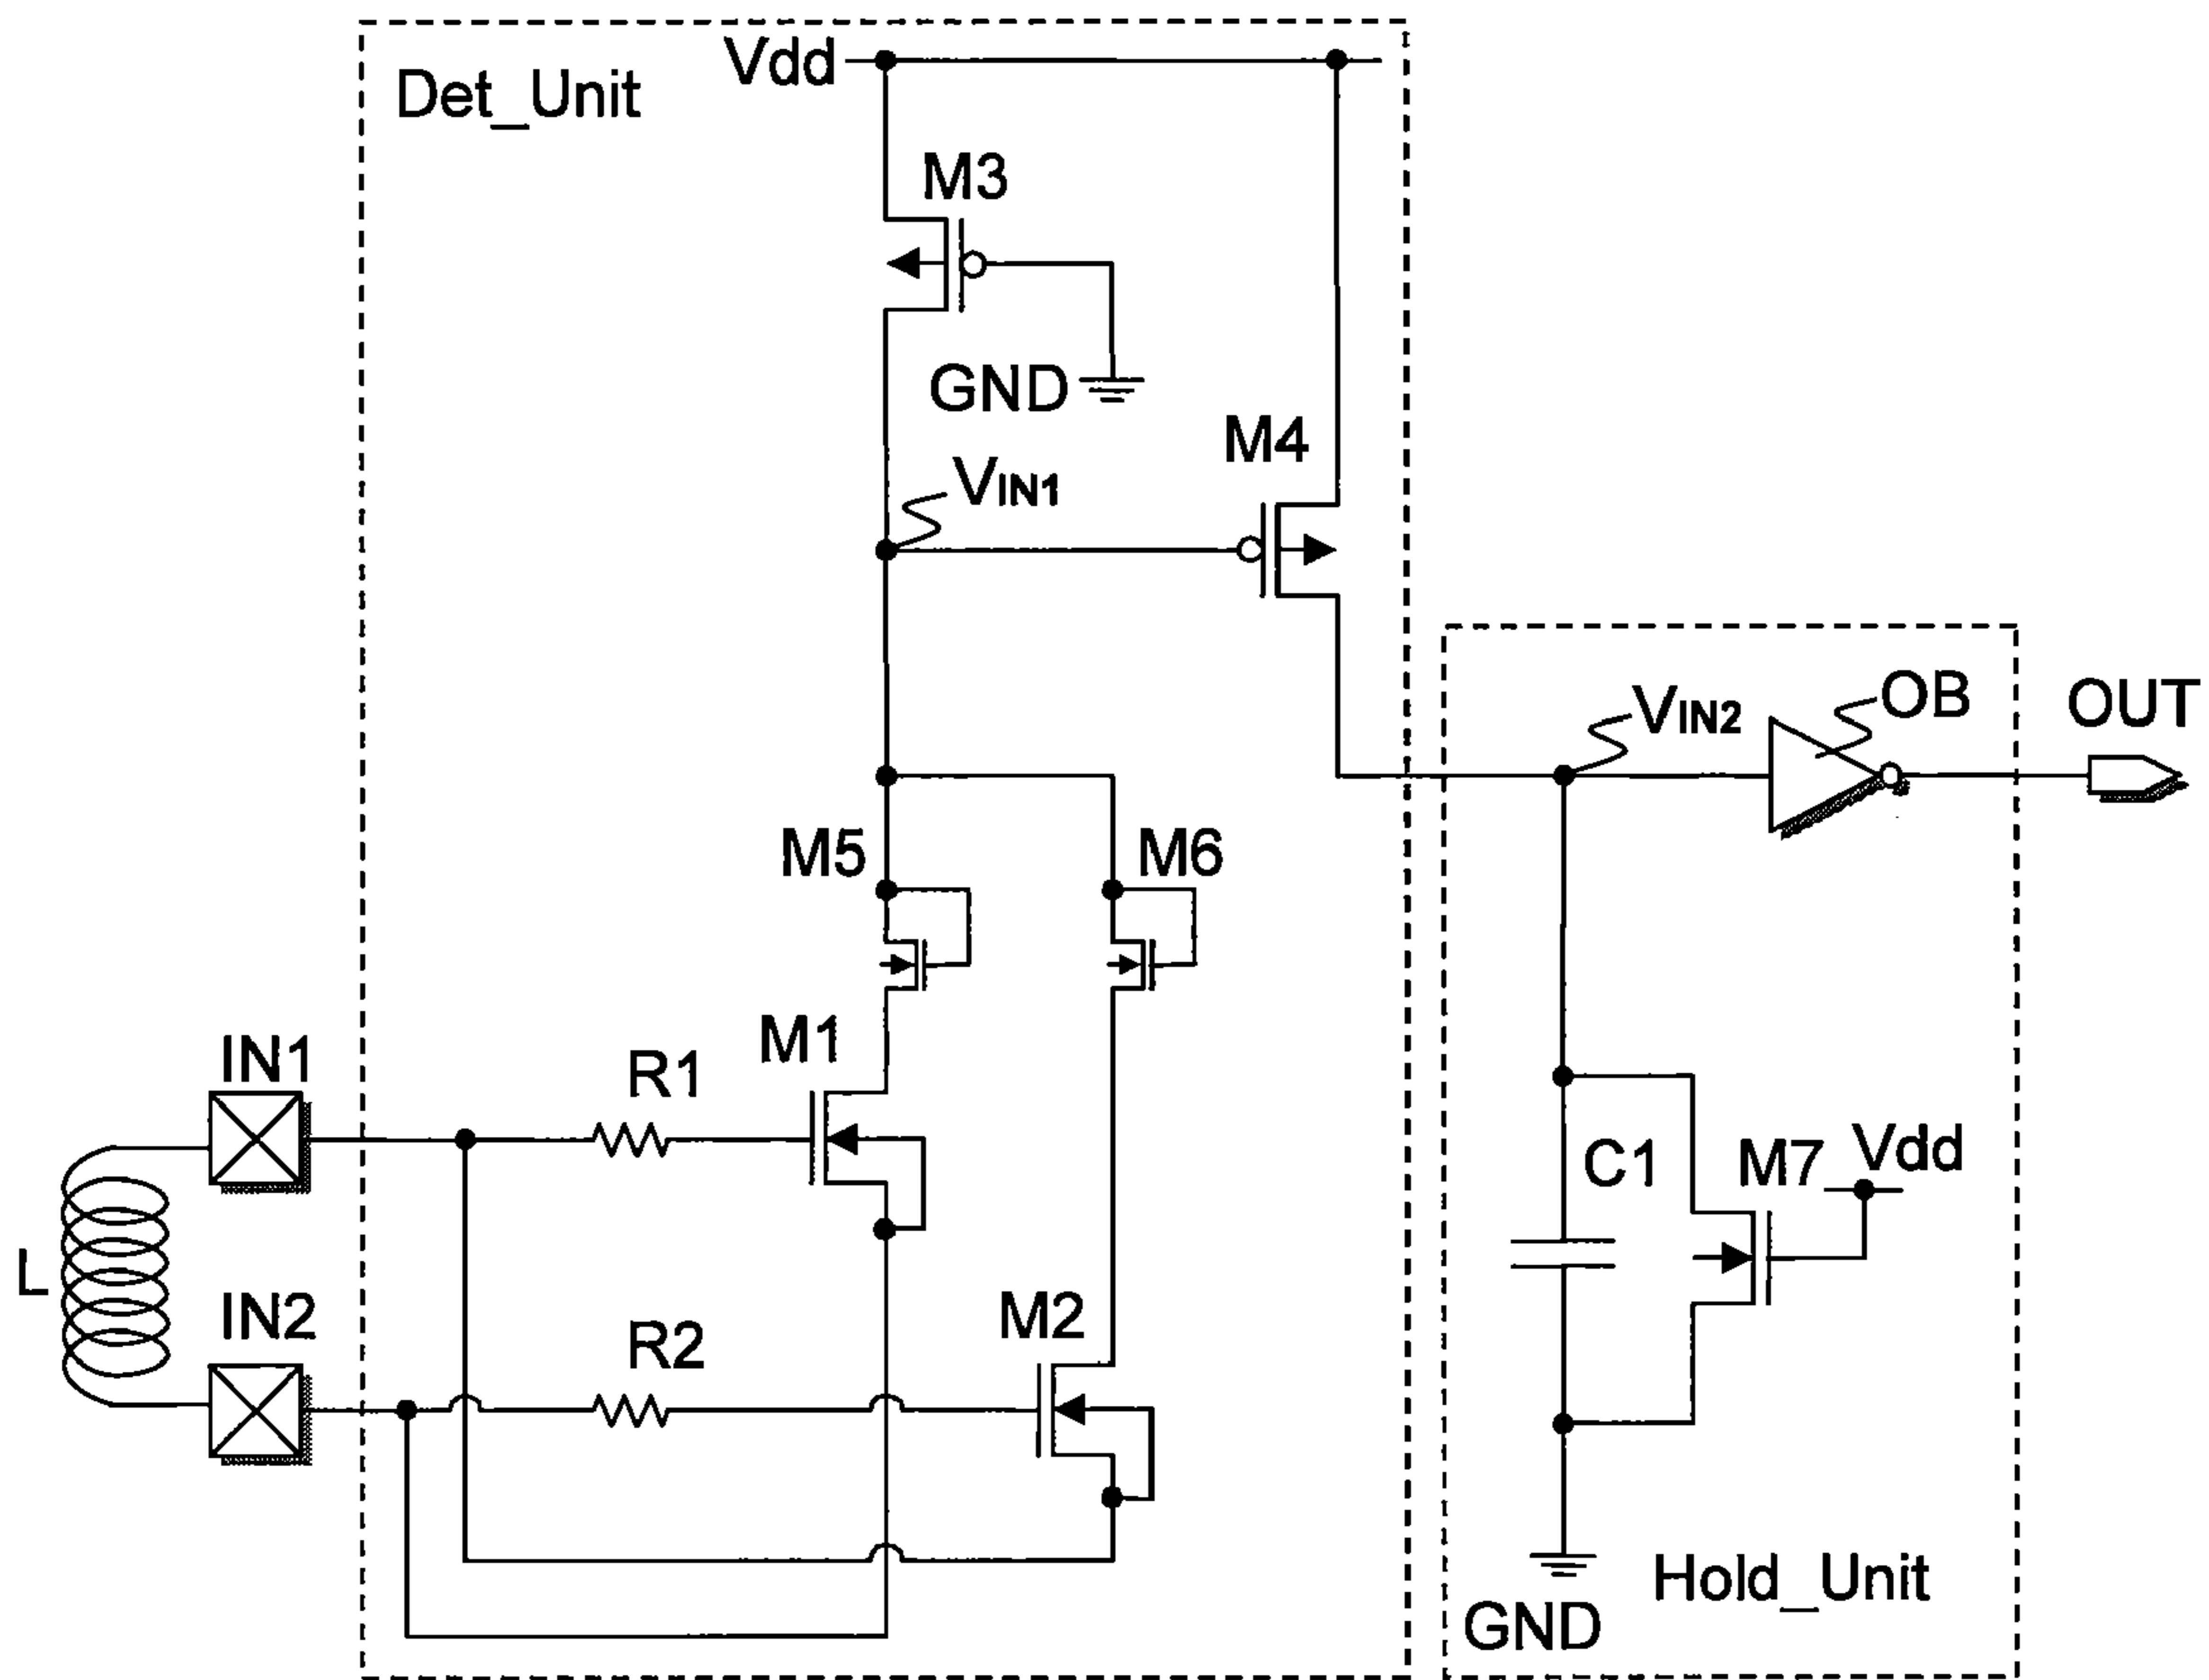 Vdd
Det_Unit
M3
GND
M4
VIN1
VIN2
OB
OUT
M5
M6
M1
IN1
R1
C1
M7
Vdd
L
IN2
R2
M2
Hold_Unit
GND